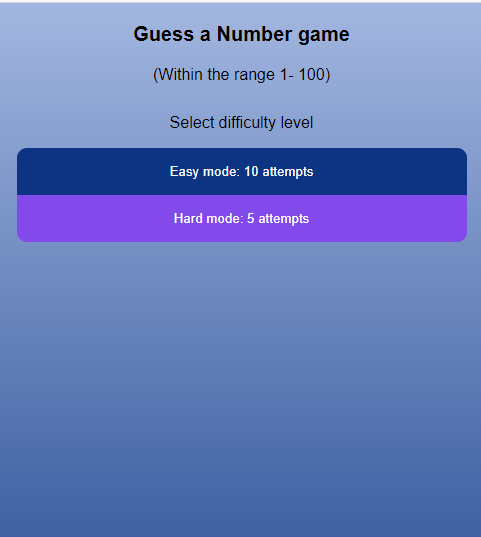 Guess a Number game
(Within the range 1- 100)
Select difficulty level
Easy mode: 10 attempts
Hard mode: 5 attempts